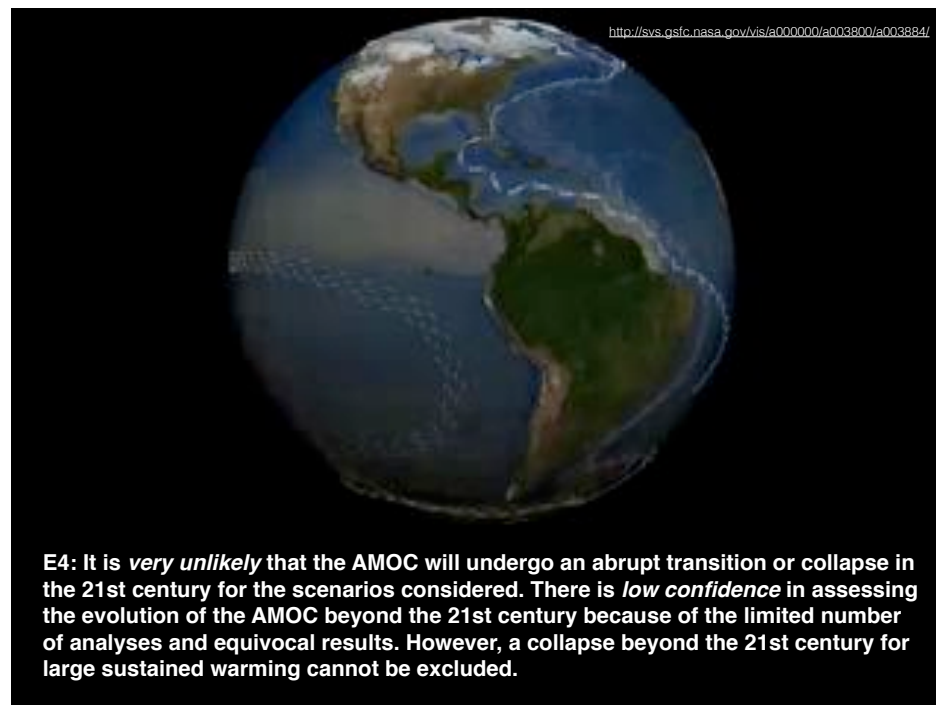 http://svs.gsfc.nasa.gov/vis/a000000/a003800/a003884/
E4: It is very unlikely that the AMOC will undergo an abrupt transition or collapse in
the 21st century for the scenarios considered. There is low confidence in assessing
the evolution of the AMOC beyond the 21st century because of the limited number
of analyses and equivocal results. However, a collapse beyond the 21st century for
large sustained warming cannot be excluded.